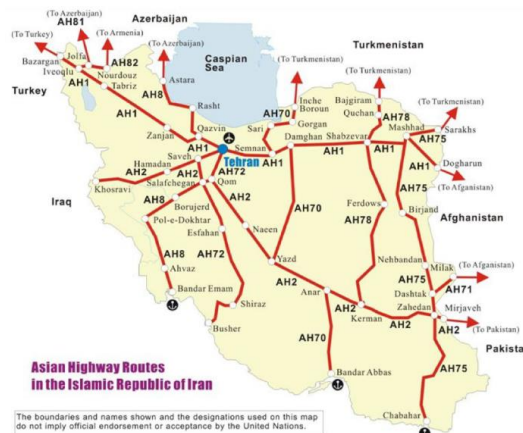 (To Azerbaijan)
AH81
(To Armenia)
Azerbaijan
(To Turkey)
Jolfa
AH82
Bazargan
Iveoqlu
Nourdouz
Turkey
AH1
Tabriz
(To Azerbaijan)
Astara
AH8
Rasht
Caspian
Sea
(To Turkmenistan)
Turkmenistan
Inche
Boroun
AH70
Gorgan
Sari
Bajgiram
(To Turkmenistan)
Quchan
AH78
(To Turkmenistan)
Mashhad
Sarakhs
AH75
AH1
Zanjan
Qazvin
AH1
Tehran
Semnan
AH1
Damghan
Shabzevar
AH1
AH1
Dogharun
(To Afganistan)
Saveh
Hamadan
AH2
AH2
AH72
Salafchegan
Qom
Khosravi
Iraq
AH8
Borujerd
Pol-e-Dokhtar
AH2
Esfahan
Naeen
AH70
Ferdows
AH78
AH75
Birjand
Afghanistan
AH8
AH72
Yazd
Nehbandan
Milak
(To Afganistan)
Ahvaz
Bandar Emam
Anar
AH75
AH71
Dashtak
Shiraz
AH2
Zahedan
Mirjaveh
Busher
Kerman
AH2
AH2
(To Pakistan)
AH70
Pakista
Bandar Abbas
AH75
Chabahar
Asian Highway Routes
in the Islamic Republic of Iran
The boundaries and names shown and the designations used on this map
do not imply official endorsement or acceptance by the United Nations.